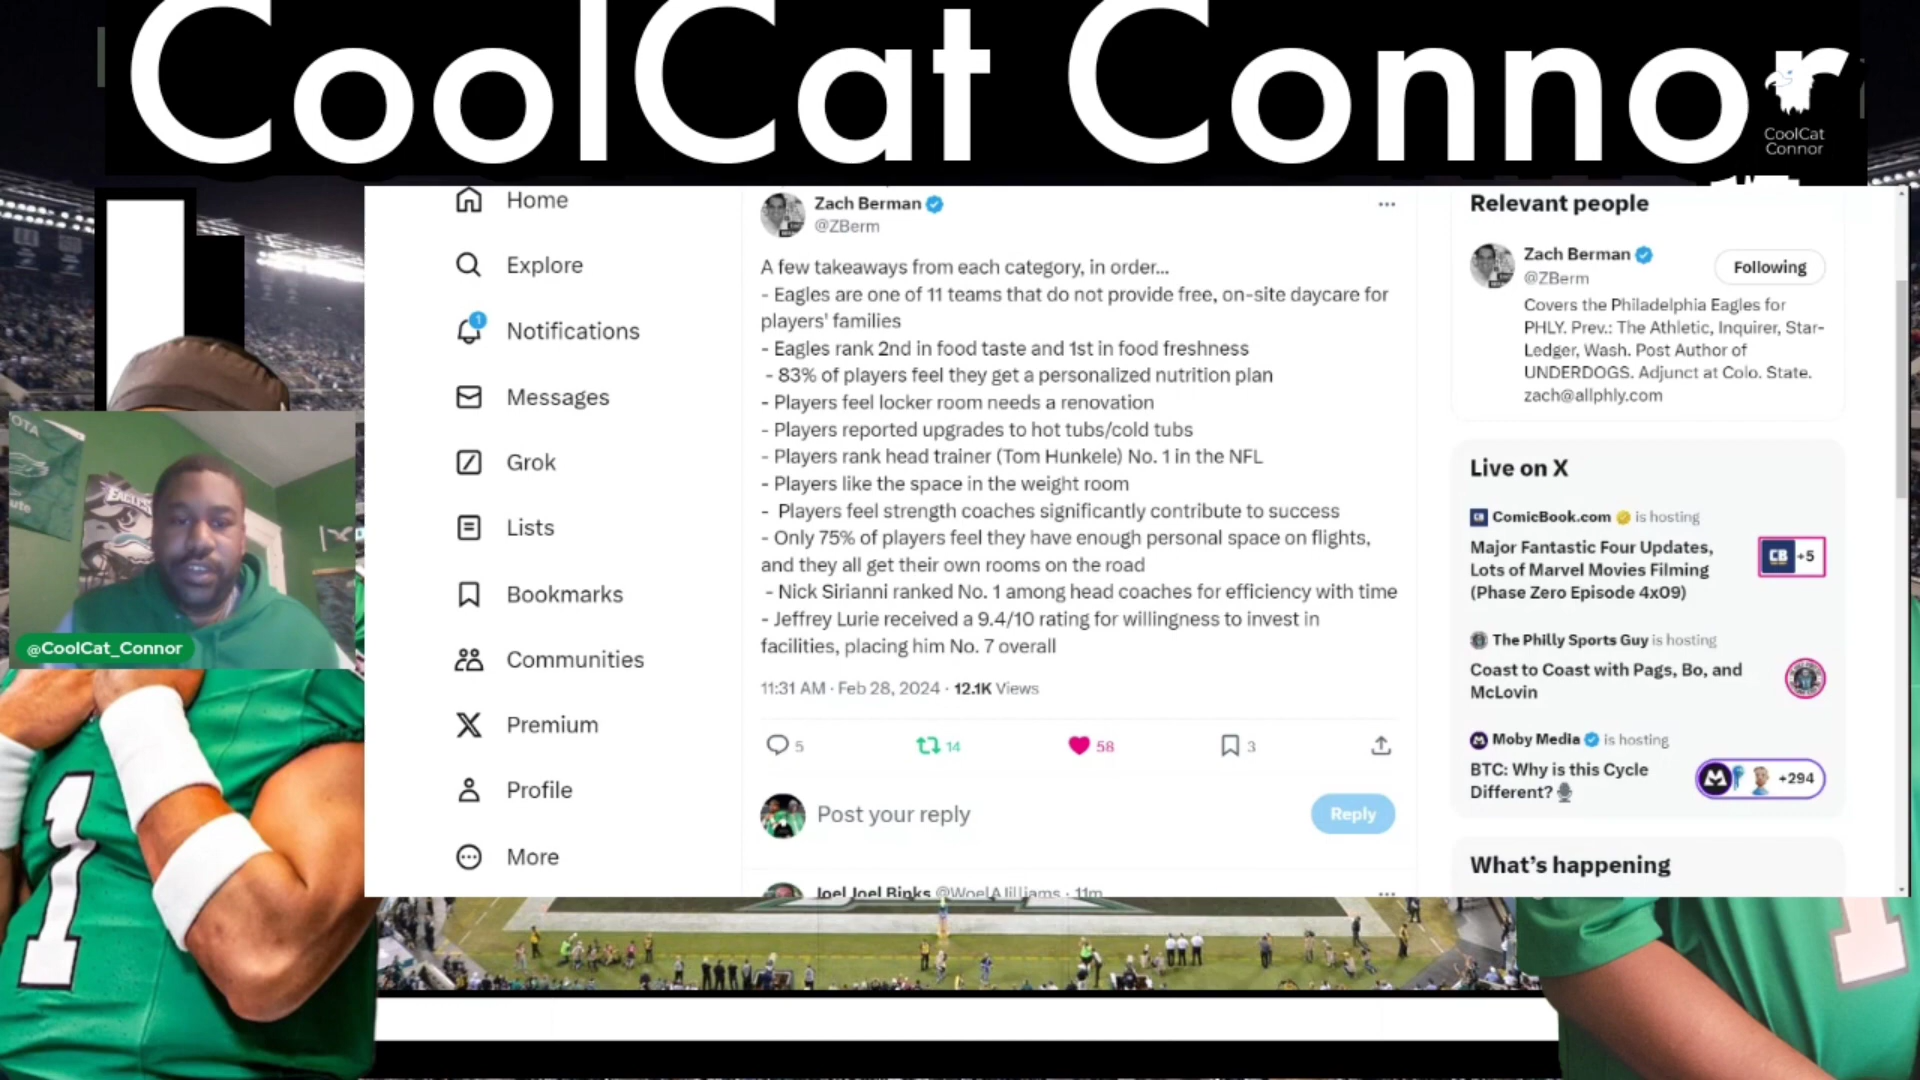 CoolCat Connor
CoolCat
Connor
Home
Explore
1
Notifications
Messages
Grok
Lists
Bookmarks
Communities
Premium
Profile
More
Zach Berman
@ZBerm
A few takeaways from each category, in order...
- Eagles are one of 11 teams that do not provide free, on-site daycare for
players' families
- Eagles rank 2nd in food taste and 1st in food freshness
- 83% of players feel they get a personalized nutrition plan
- Players feel locker room needs a renovation
- Players reported upgrades to hot tubs/cold tubs
- Players rank head trainer (Tom Hunkele) No. 1 in the NFL
- Players like the space in the weight room
- Players feel strength coaches significantly contribute to success
- Only 75% of players feel they have enough personal space on flights,
and they all get their own rooms on the road
- Nick Sirianni ranked No. 1 among head coaches for efficiency with time
- Jeffrey Lurie received a 9.4/10 rating for willingness to invest in
facilities, placing him No. 7 overall
11:31 AM · Feb 28, 2024 · 12.1K Views
5 14 58 3
Post your reply
Reply
Joel Joel Binks @WoelAJilliams · 11m
Relevant people
Zach Berman
@ZBerm
Following
Covers the Philadelphia Eagles for
PHLY. Prev.: The Athletic, Inquirer, Star-
Ledger, Wash. Post Author of
UNDERDOGS. Adjunct at Colo. State.
zach@allphly.com
Live on X
ComicBook.com is hosting
Major Fantastic Four Updates,
Lots of Marvel Movies Filming
(Phase Zero Episode 4x09)
CB +5
The Philly Sports Guy is hosting
Coast to Coast with Pags, Bo, and
McLovin
Moby Media is hosting
BTC: Why is this Cycle
Different?
+294
What's happening
EAGLES
@CoolCat_Connor
1